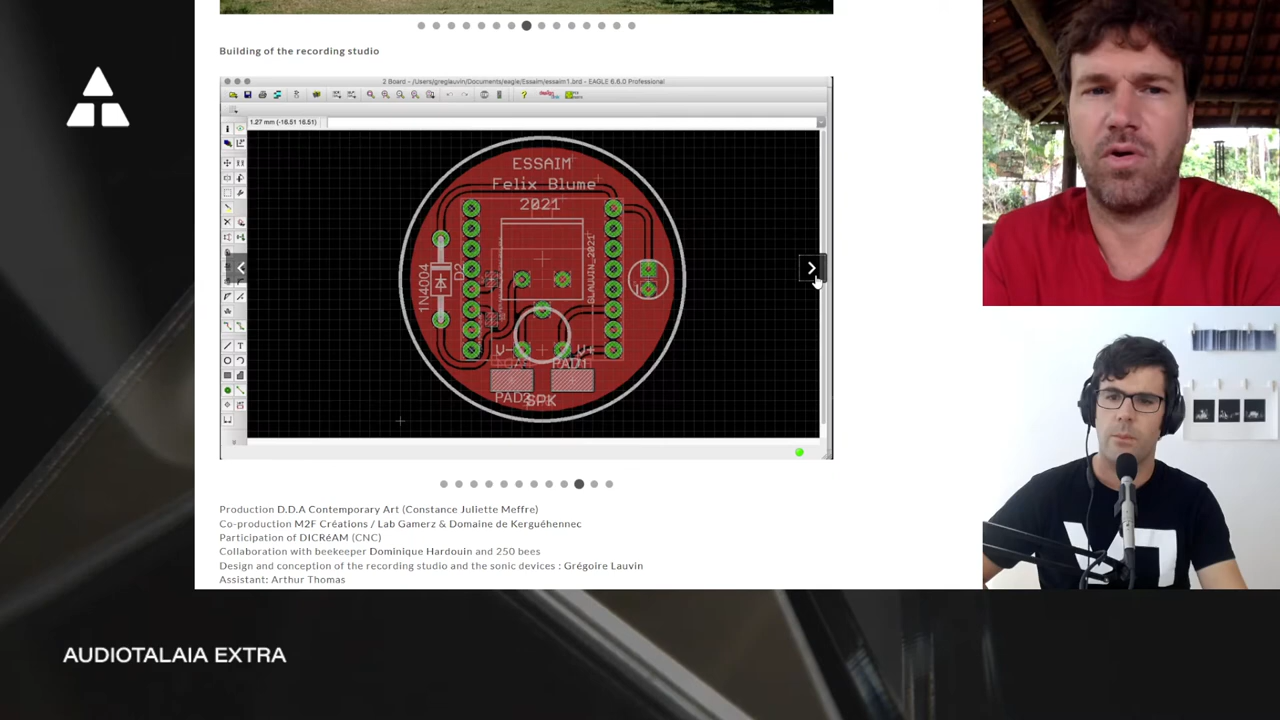 Building of the recording studio
2 Board - /Users/greglauvin/Documents/eagle/Essaim/essaim1.brd - EAGLE 6.6.0 Professional
1.27 mm (-16.51 16.51)
ESSAIM
Felix Blume
2021
1N4004
D2
GLAUVIN_2021
V-
V+
PAD1
PAD2
SPK
Production D.D.A Contemporary Art (Constance Juliette Meffre)
Co-production M2F Créations / Lab Gamerz & Domaine de Kerguéhennec
Participation of DICRéAM (CNC)
Collaboration with beekeeper Dominique Hardouin and 250 bees
Design and conception of the recording studio and the sonic devices : Grégoire Lauvin
Assistant: Arthur Thomas
AUDIOTALAIA EXTRA